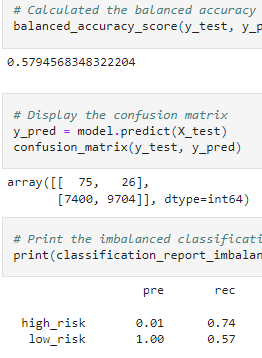 # Calculated the balanced accuracy
balanced_accuracy_score(y_test, y_p
0.5794568348322204
# Display the confusion matrix
y_pred = model.predict(X_test)
confusion_matrix(y_test, y_pred)
array([[  75,   26],
       [7400, 9704]], dtype=int64)
# Print the imbalanced classificati
print(classification_report_imbalan
pre rec
high_risk 0.01 0.74
low_risk 1.00 0.57